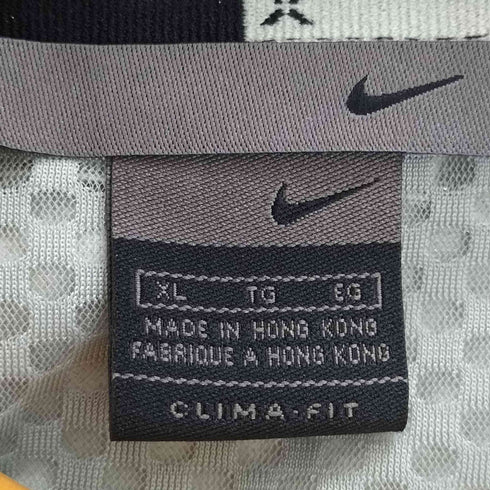 XL TG EG
MADE IN HONG KONG
FABRIQUE A HONG KONG
CLIMA-FIT